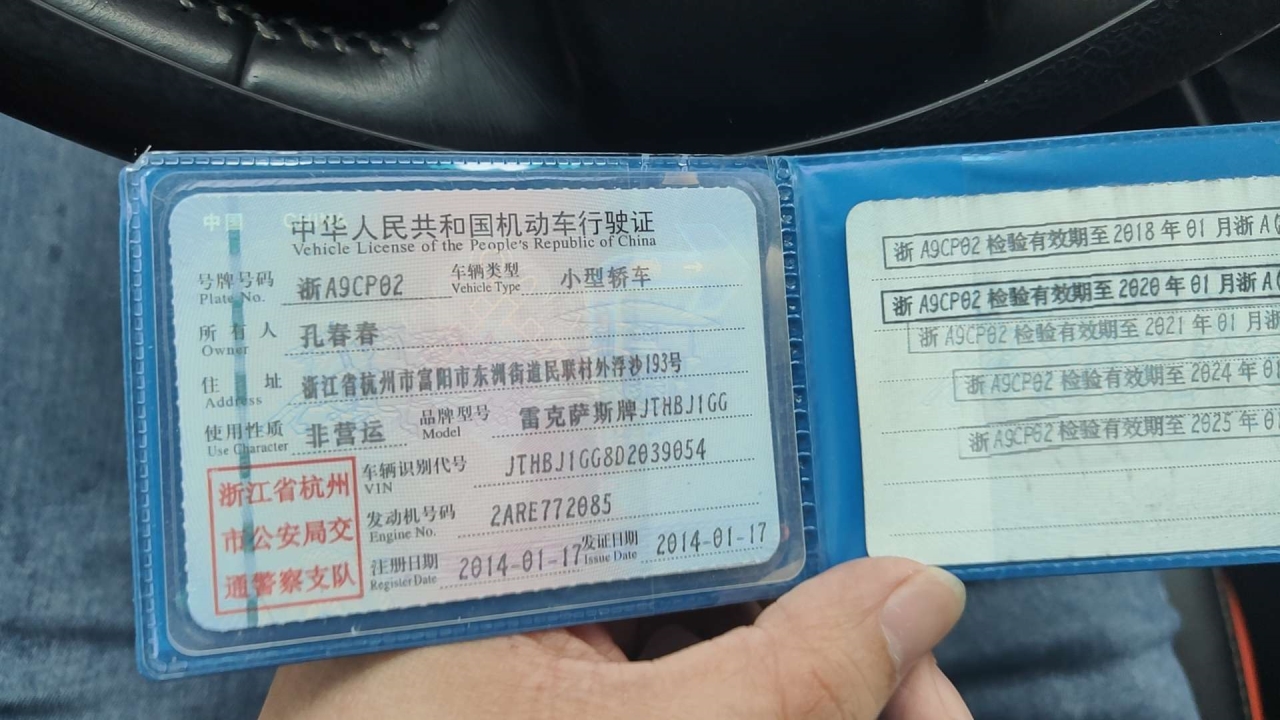 中国 CHINA
中华人民共和国机动车行驶证
Vehicle License of the People's Republic of China
号牌号码 浙A9CP02 车辆类型 小型轿车
Plate No. Vehicle Type
所有人 孔春春
Owner
住址 浙江省杭州市富阳市东洲街道民联村外浮沙193号
Address
使用性质 非营运 品牌型号 雷克萨斯牌JTHBJ1GG
Use Character Model
浙江省杭州
市公安局交
通警察支队
车辆识别代号 JTHBJ1GG8D2039054
VIN
发动机号码 2ARE772085
Engine No.
注册日期 2014-01-17 发证日期 2014-01-17
Register Date Issue Date
浙A9CP02检验有效期至2018年01月浙A
浙A9CP02检验有效期至2020年01月浙A
浙A9CP02检验有效期至2021年01月浙
浙A9CP02检验有效期至2024年
浙A9CP02检验有效期至2025年